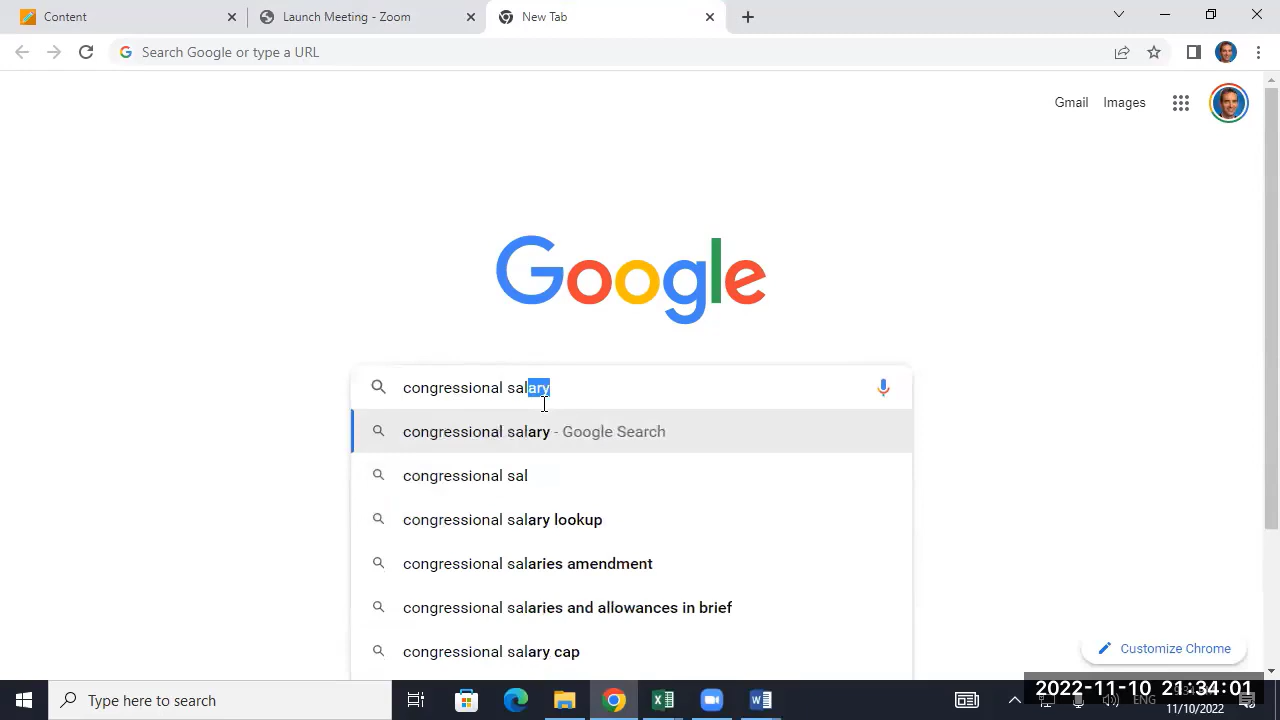 Content
Launch Meeting - Zoom
New Tab
Search Google or type a URL
Gmail
Images
Google
congressional salary
congressional salary - Google Search
congressional sal
congressional salary lookup
congressional salaries amendment
congressional salaries and allowances in brief
congressional salary cap
Customize Chrome
Type here to search
2022-11-10 21:34:01
ENG
11/10/2022